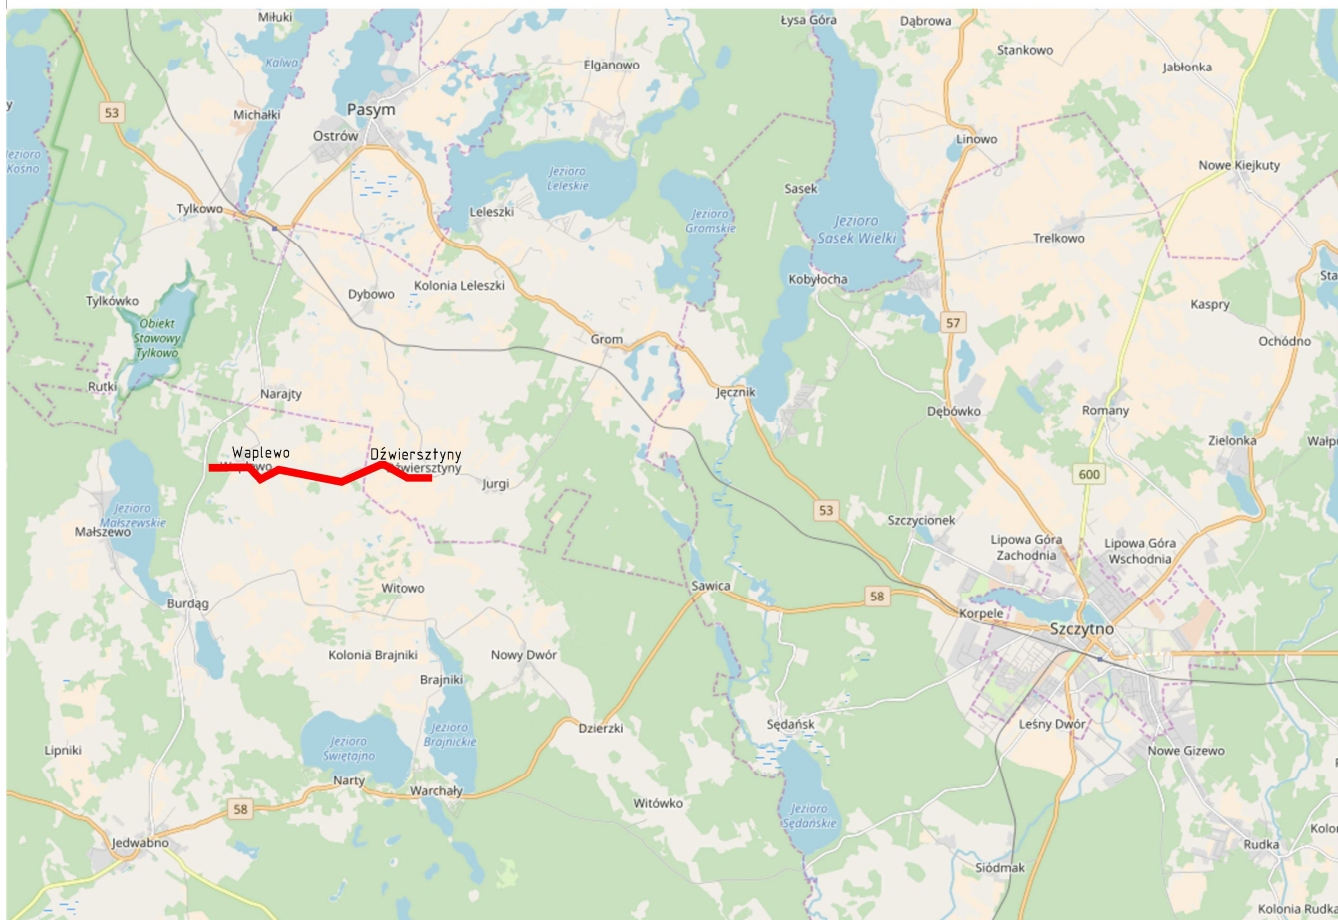 Miłuki
Łysa Góra
Dąbrowa
Stankowo
Kalwa
Elganowo
Jabłonka
53
Michałki
Pasym
Ostrów
Linowo
Jezioro
Kośno
Jezioro
Leleskie
Nowe Kiejkuty
Sasek
Tylkowo
Leleszki
Jezioro
Gromskie
Jezioro
Sasek Wielki
Trelkowo
Kobyłocha
Kolonia Leleszki
Dybowo
Tylkówko
Kaspry
Obiekt
Stawowy
Tylkowo
57
Grom
Ochódno
Rutki
Narajty
Jęcznik
Dębówko
Romany
Zielonka
Waplewo
Dźwiersztyny
Jurgi
600
Jezioro
Małszewskie
Małszewo
53
Szczycionek
Lipowa Góra
Zachodnia
Lipowa Góra
Wschodnia
Witowo
Sawica
58
Burdąg
Korpele
Szczytno
Kolonia Brajniki
Nowy Dwór
Brajniki
Jezioro
Brajnickie
Dzierzki
Sędańsk
Leśny Dwór
Jezioro
Świętajno
Lipniki
Nowe Gizewo
Narty
Warchały
58
Witówko
Jezioro
Sędańskie
Jedwabno
Rudka
Siódmak
Kolonia Rudka